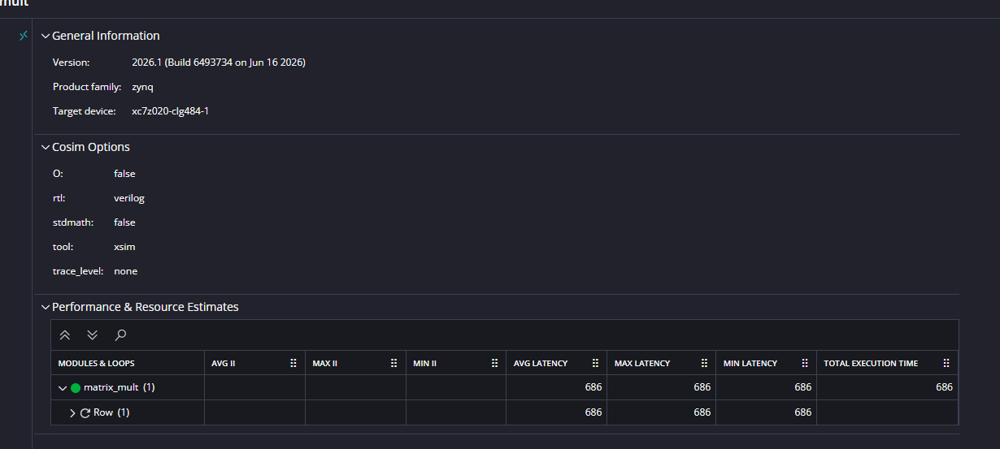 mult
General Information
Version: 2026.1 (Build 6493734 on Jun 16 2026)
Product family: zynq
Target device: xc7z020-clg484-1
Cosim Options
O: false
rtl: verilog
stdmath: false
tool: xsim
trace_level: none
Performance & Resource Estimates
MODULES & LOOPS AVG II MAX II MIN II AVG LATENCY MAX LATENCY MIN LATENCY TOTAL EXECUTION TIME
matrix_mult (1) 686 686 686 686
Row (1) 686 686 686